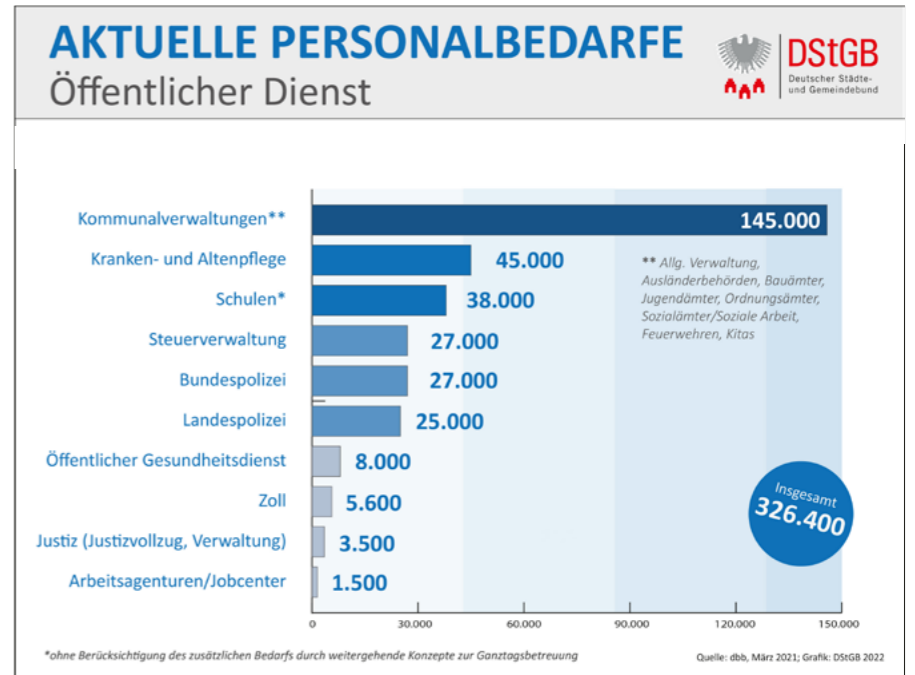 AKTUELLE PERSONALBEDARFE
Öffentlicher Dienst
DStGB
Deutscher Städte-
und Gemeindebund
Kommunalverwaltungen**
145.000
Kranken- und Altenpflege
45.000
** Allg. Verwaltung,
Ausländerbehörden, Bauämter,
Jugendämter, Ordnungsämter,
Sozialämter/Soziale Arbeit,
Feuerwehren, Kitas
Schulen*
38.000
Steuerverwaltung
27.000
Bundespolizei
27.000
Landespolizei
25.000
Öffentlicher Gesundheitsdienst
8.000
Zoll
5.600
Justiz (Justizvollzug, Verwaltung)
3.500
Arbeitsagenturen/Jobcenter
1.500
Insgesamt
326.400
0 30.000 60.000 90.000 120.000 150.000
*ohne Berücksichtigung des zusätzlichen Bedarfs durch weitergehende Konzepte zur Ganztagsbetreuung
Quelle: dbb, März 2021; Grafik: DStGB 2022